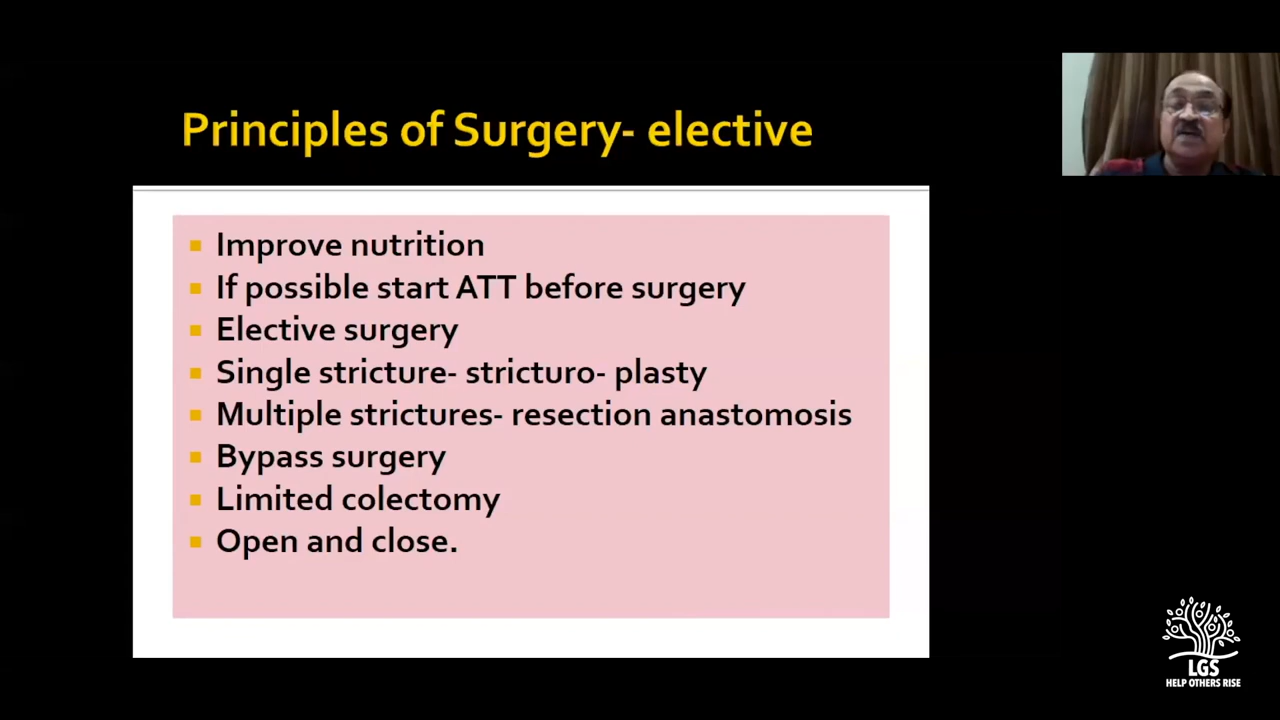 Principles of Surgery- elective
Improve nutrition
If possible start ATT before surgery
Elective surgery
Single stricture- stricturo- plasty
Multiple strictures- resection anastomosis
Bypass surgery
Limited colectomy
Open and close.
LGS
HELP OTHERS RISE